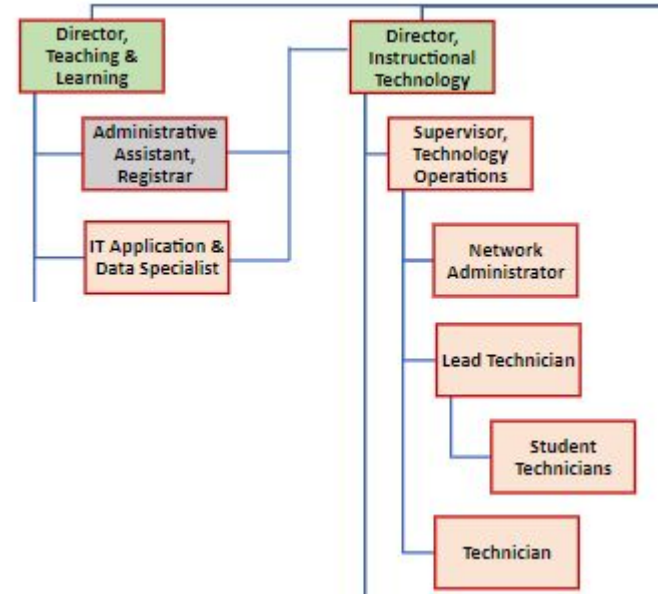 Director,
Teaching &
Learning
Director,
Instructional
Technology
Administrative
Assistant,
Registrar
Supervisor,
Technology
Operations
IT Application &
Data Specialist
Network
Administrator
Lead Technician
Student
Technicians
Technician